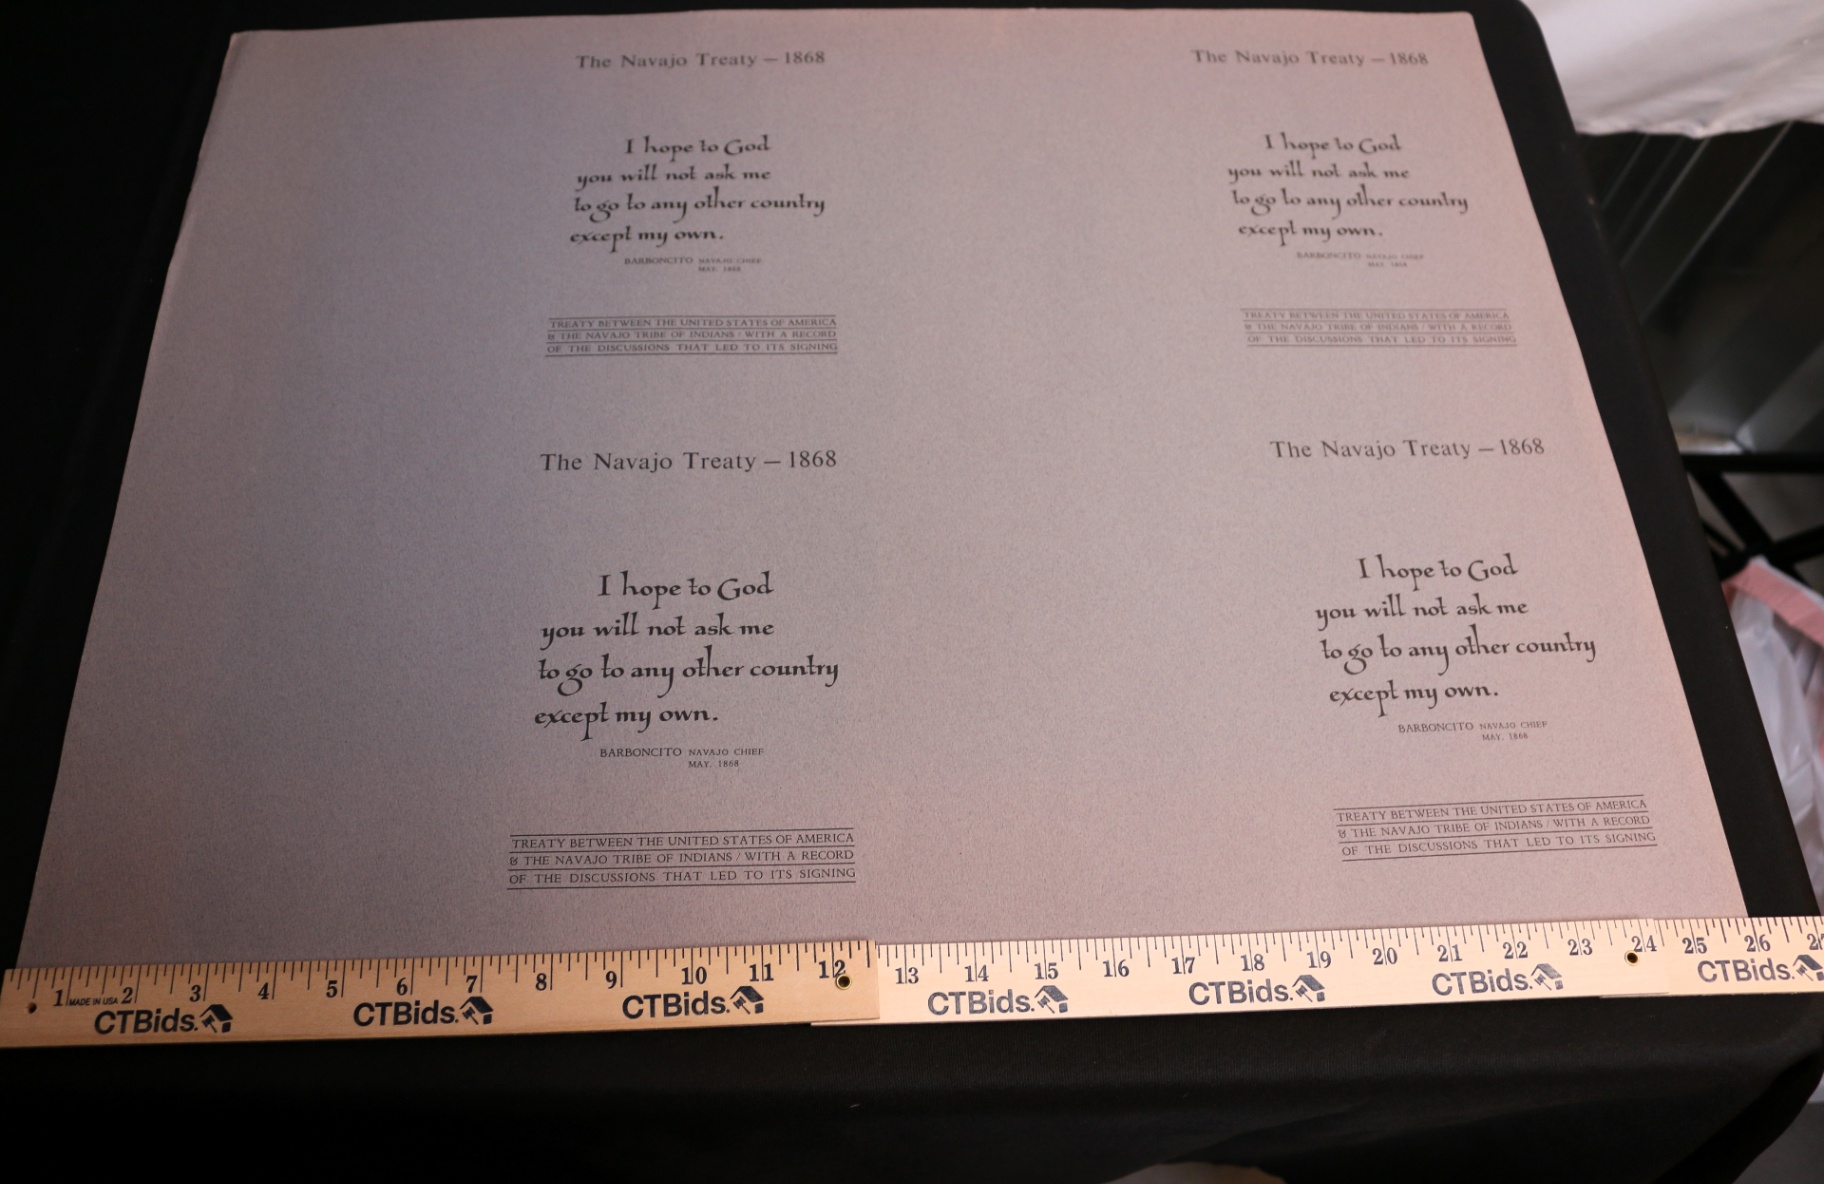 The Navajo Treaty – 1868
I hope to God
you will not ask me
to go to any other country
except my own.
BARBONCITO NAVAJO CHIEF
MAY, 1868
TREATY BETWEEN THE UNITED STATES OF AMERICA
& THE NAVAJO TRIBE OF INDIANS / WITH A RECORD
OF THE DISCUSSIONS THAT LED TO ITS SIGNING
The Navajo Treaty – 1868
I hope to God
you will not ask me
to go to any other country
except my own.
BARBONCITO NAVAJO CHIEF
MAY, 1868
TREATY BETWEEN THE UNITED STATES OF AMERICA
& THE NAVAJO TRIBE OF INDIANS / WITH A RECORD
OF THE DISCUSSIONS THAT LED TO ITS SIGNING
The Navajo Treaty – 1868
I hope to God
you will not ask me
to go to any other country
except my own.
BARBONCITO NAVAJO CHIEF
MAY, 1868
TREATY BETWEEN THE UNITED STATES OF AMERICA
& THE NAVAJO TRIBE OF INDIANS / WITH A RECORD
OF THE DISCUSSIONS THAT LED TO ITS SIGNING
The Navajo Treaty – 1868
I hope to God
you will not ask me
to go to any other country
except my own.
BARBONCITO NAVAJO CHIEF
MAY, 1868
TREATY BETWEEN THE UNITED STATES OF AMERICA
& THE NAVAJO TRIBE OF INDIANS / WITH A RECORD
OF THE DISCUSSIONS THAT LED TO ITS SIGNING
1 MADE IN USA 2 3 4 5 6 7 8 9 10 11 12 13 14 15 16 17 18 19 20 21 22 23 24 25 26
CTBids. CTBids. CTBids. CTBids. CTBids. CTBids. CTBids.